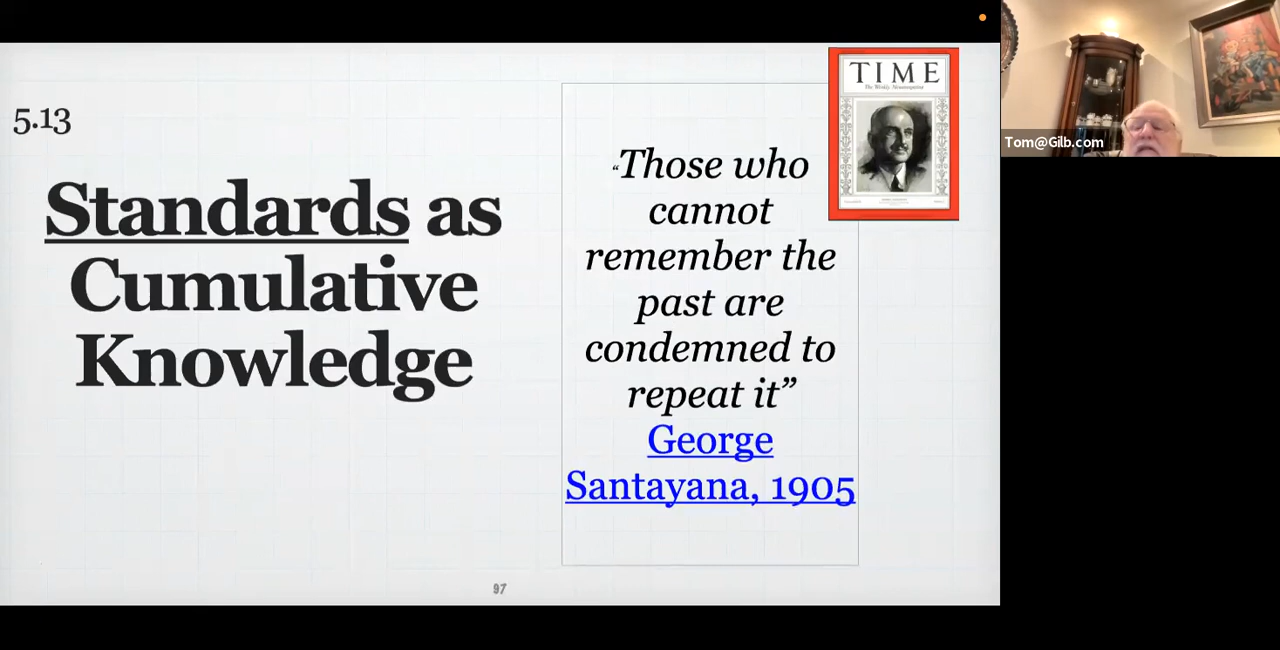 5.13
Standards as
Cumulative
Knowledge
“Those who
cannot
remember the
past are
condemned to
repeat it”
George
Santayana, 1905
TIME
The Weekly Newsmagazine
97
Tom@Gilb.com